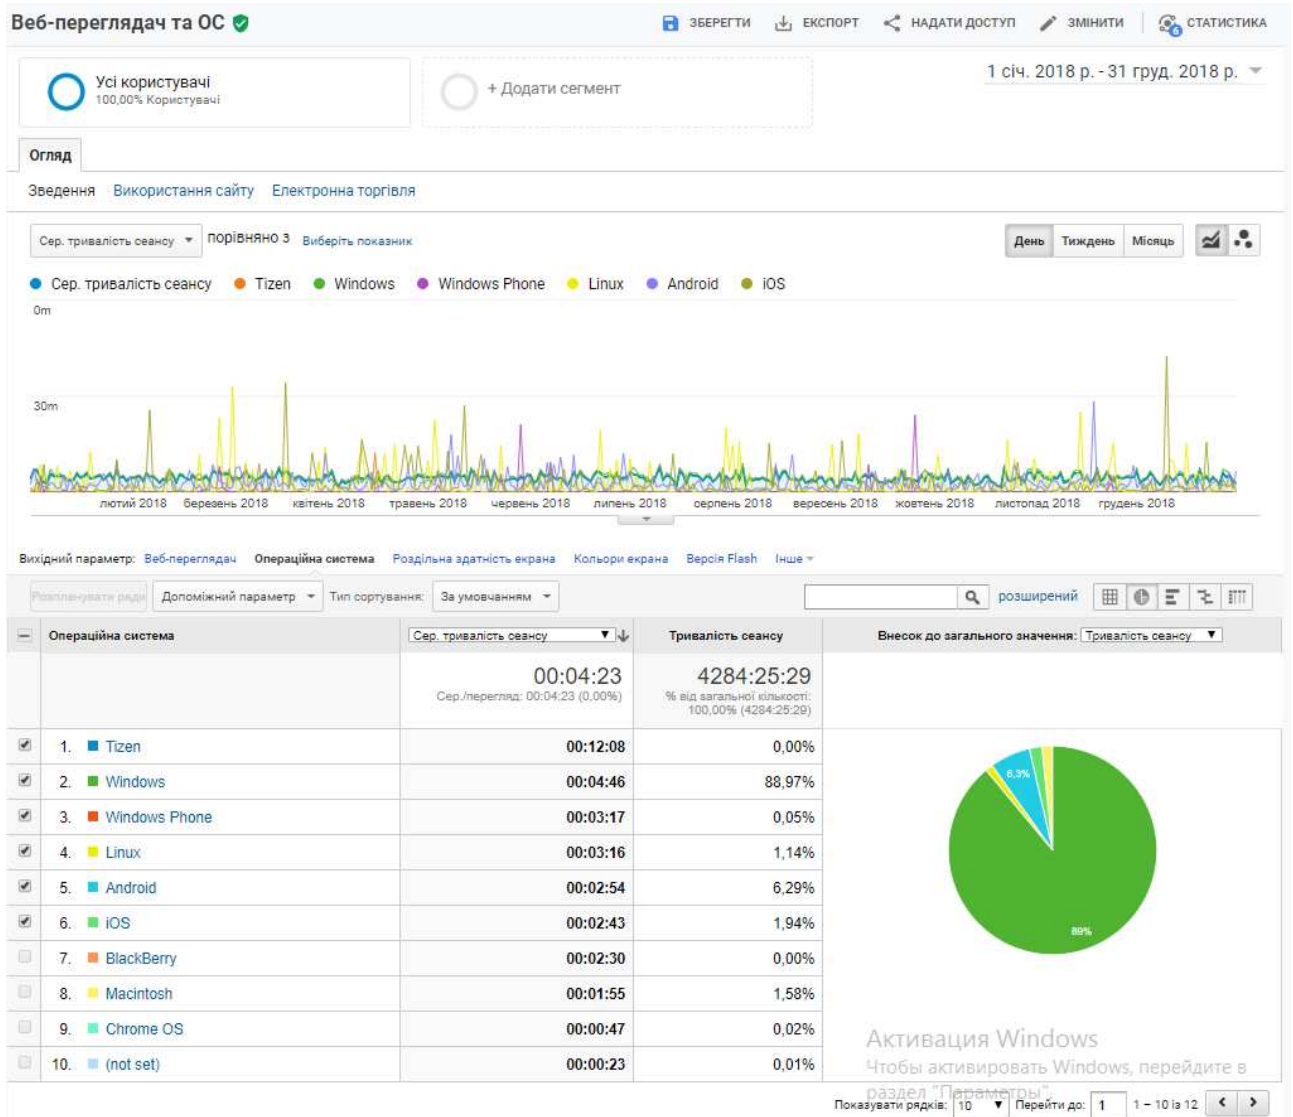 Веб-переглядач та ОС
ЗБЕРЕГТИ ЕКСПОРТ НАДАТИ ДОСТУП ЗМІНИТИ 6 СТАТИСТИКА
Усі користувачі
100,00% Користувачі
+ Додати сегмент
1 січ. 2018 р. - 31 груд. 2018 р.
Огляд
Зведення Використання сайту Електронна торгівля
Сер. тривалість сеансу порівняно з Виберіть показник
День Тиждень Місяць
Сер. тривалість сеансу Tizen Windows Windows Phone Linux Android iOS
0m
30m
лютий 2018 березень 2018 квітень 2018 травень 2018 червень 2018 липень 2018 серпень 2018 вересень 2018 жовтень 2018 листопад 2018 грудень 2018
Вихідний параметр: Веб-переглядач Операційна система Роздільна здатність екрана Кольори екрана Версія Flash Інше
Розпланувати ряди Допоміжний параметр Тип сортування: За умовчанням розширений
Операційна система Сер. тривалість сеансу Тривалість сеансу Внесок до загального значення: Тривалість сеансу
00:04:23 4284:25:29
Сер./перегляд: 00:04:23 (0,00%) % від загальної кількості:
100,00% (4284:25:29)
1. Tizen 00:12:08 0,00%
2. Windows 00:04:46 88,97%
3. Windows Phone 00:03:17 0,05%
4. Linux 00:03:16 1,14%
5. Android 00:02:54 6,29%
6. iOS 00:02:43 1,94%
7. BlackBerry 00:02:30 0,00%
8. Macintosh 00:01:55 1,58%
9. Chrome OS 00:00:47 0,02%
10. (not set) 00:00:23 0,01%
6,3%
89%
Активация Windows
Чтобы активировать Windows, перейдите в
раздел "Параметры".
Показувати рядків: 10 Перейти до: 1 1 – 10 із 12